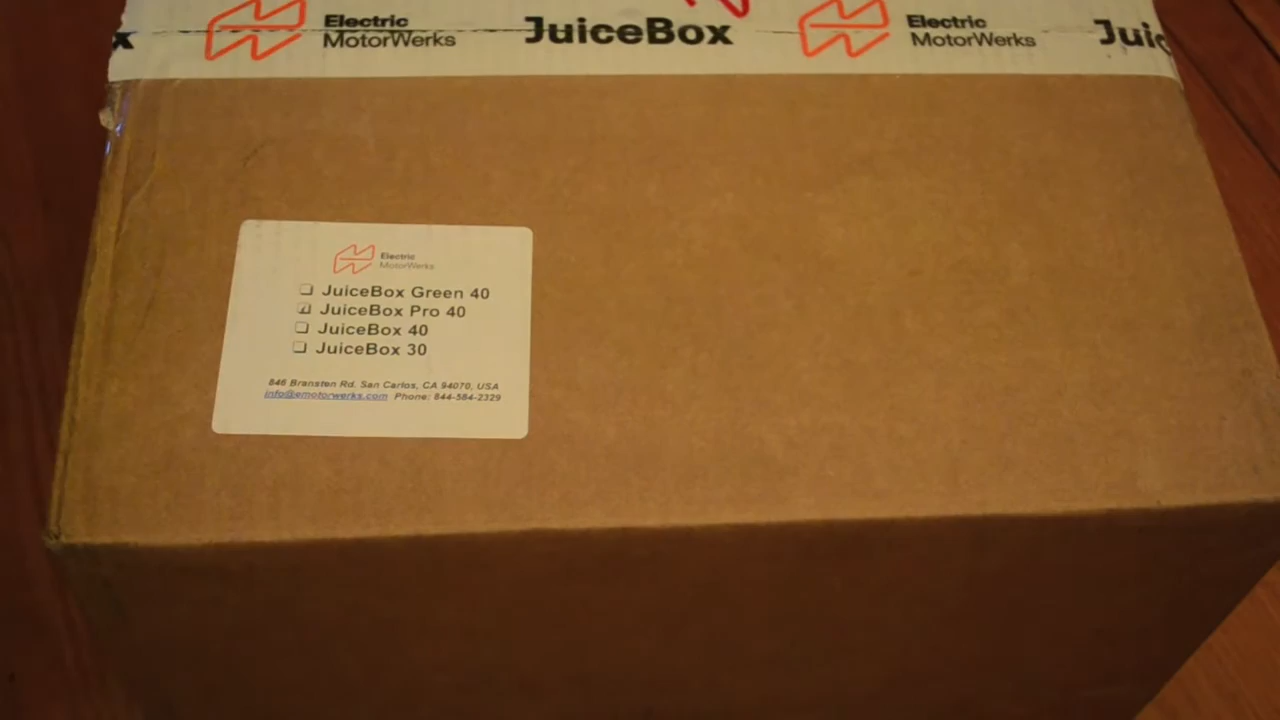 x Electric MotorWerks JuiceBox Electric MotorWerks Juic
Electric
MotorWerks
JuiceBox Green 40
☑ JuiceBox Pro 40
JuiceBox 40
JuiceBox 30
846 Bransten Rd. San Carlos, CA 94070, USA
info@emotorwerks.com Phone: 844-584-2329